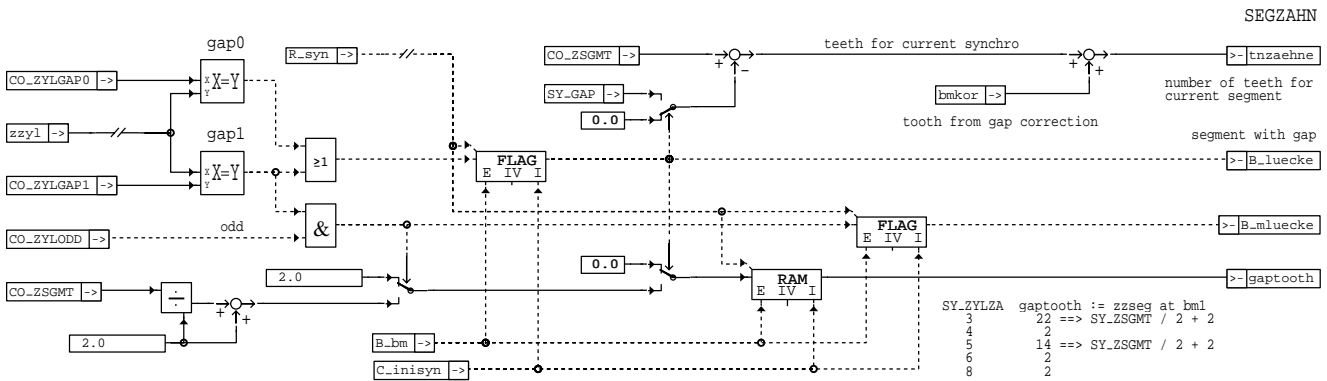 SEGZAHN
gap0
R_syn ->
CO_ZSGMT ->
+
−
teeth for current synchro
+
+
>- tnzaehne
CO_ZYLGAP0 ->
X
Y
X=Y
SY_GAP ->
0.0
bmkor ->
number of teeth for
current segment
zzyl ->
gap1
tooth from gap correction
segment with gap
CO_ZYLGAP1 ->
X
Y
X=Y
≥1
FLAG
E IV I
>- B_luecke
CO_ZYLODD ->
odd
&
FLAG
E IV I
>- B_mluecke
2.0
0.0
RAM
E IV I
>- gaptooth
CO_ZSGMT ->
÷
+
+
2.0
B_bm ->
C_inisyn ->
SY_ZYLZA gaptooth := zzseg at bm1
3 22 ==> SY_ZSGMT / 2 + 2
4 2
5 14 ==> SY_ZSGMT / 2 + 2
6 2
8 2